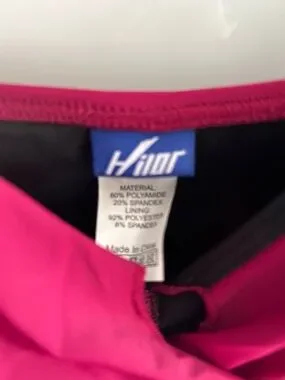 Hilor
MATERIAL:
80% POLYAMIDE
20% SPANDEX
LINING:
92% POLYESTER
8% SPANDEX
Made In China